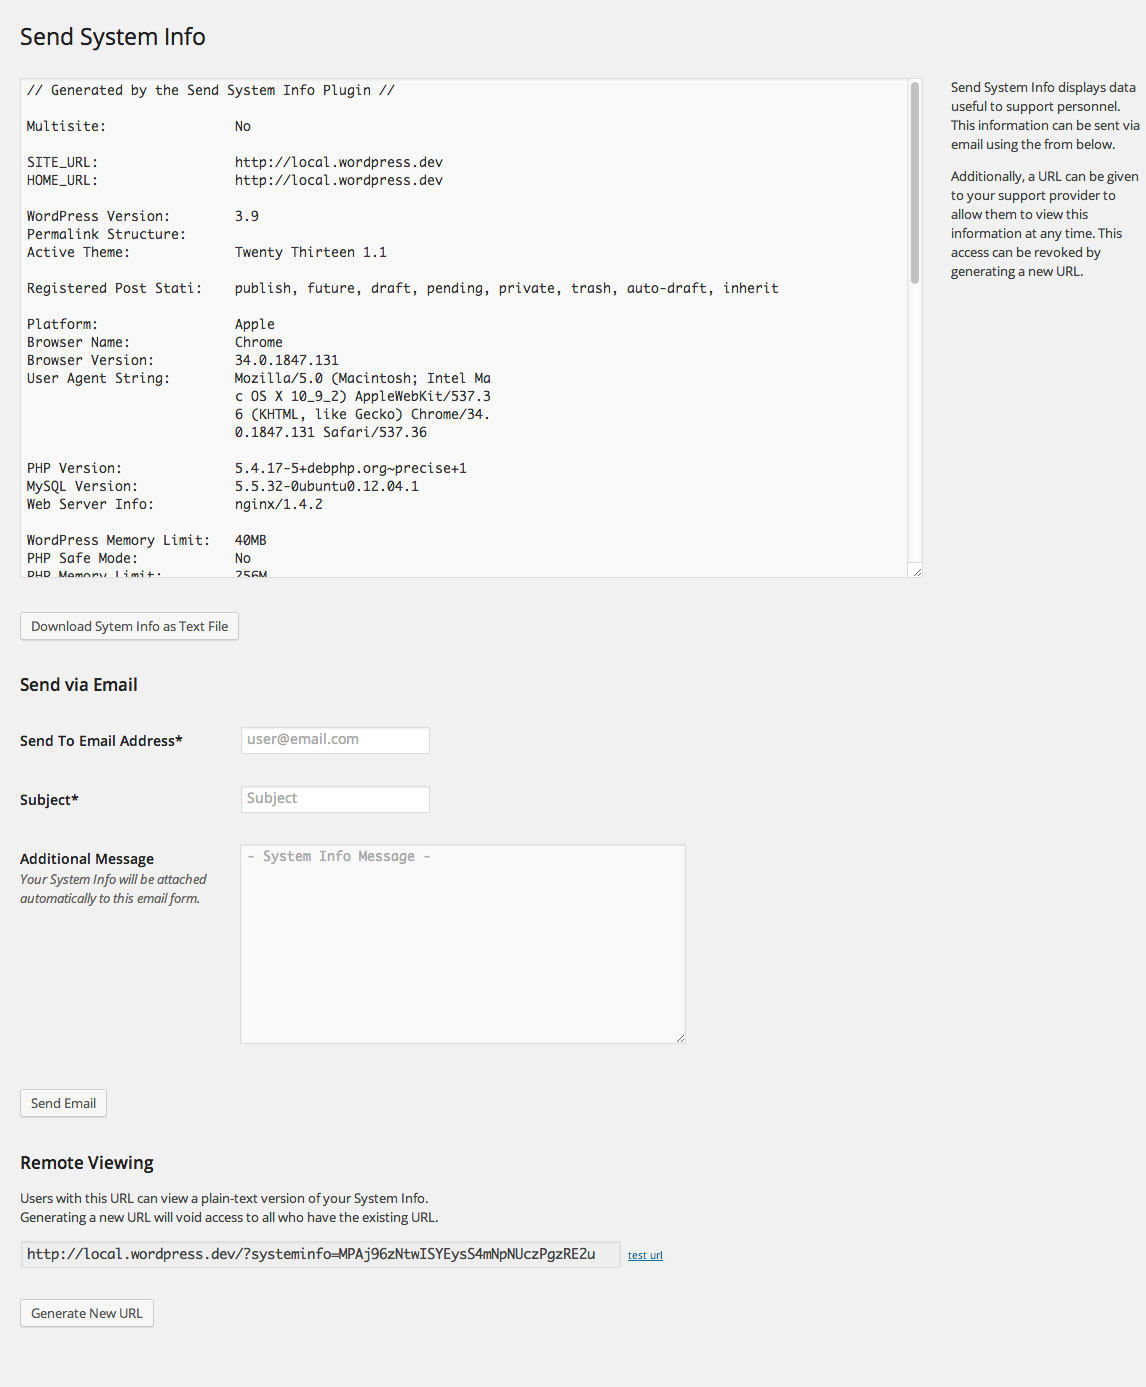 Send System Info
// Generated by the Send System Info Plugin //
Multisite: No
SITE_URL: http://local.wordpress.dev
HOME_URL: http://local.wordpress.dev
WordPress Version: 3.9
Permalink Structure:
Active Theme: Twenty Thirteen 1.1
Registered Post Stati: publish, future, draft, pending, private, trash, auto-draft, inherit
Platform: Apple
Browser Name: Chrome
Browser Version: 34.0.1847.131
User Agent String: Mozilla/5.0 (Macintosh; Intel Ma
c OS X 10_9_2) AppleWebKit/537.3
6 (KHTML, like Gecko) Chrome/34.
0.1847.131 Safari/537.36
PHP Version: 5.4.17-5+debphp.org~precise+1
MySQL Version: 5.5.32-0ubuntu0.12.04.1
Web Server Info: nginx/1.4.2
WordPress Memory Limit: 40MB
PHP Safe Mode: No
PHP Memory Limit: 256M
Send System Info displays data
useful to support personnel.
This information can be sent via
email using the from below.
Additionally, a URL can be given
to your support provider to
allow them to view this
information at any time. This
access can be revoked by
generating a new URL.
Download Sytem Info as Text File
Send via Email
Send To Email Address* user@email.com
Subject* Subject
Additional Message - System Info Message -
Your System Info will be attached
automatically to this email form.
Send Email
Remote Viewing
Users with this URL can view a plain-text version of your System Info.
Generating a new URL will void access to all who have the existing URL.
http://local.wordpress.dev/?systeminfo=MPAj96zNtwISYEysS4mNpNUczPgzRE2u test url
Generate New URL